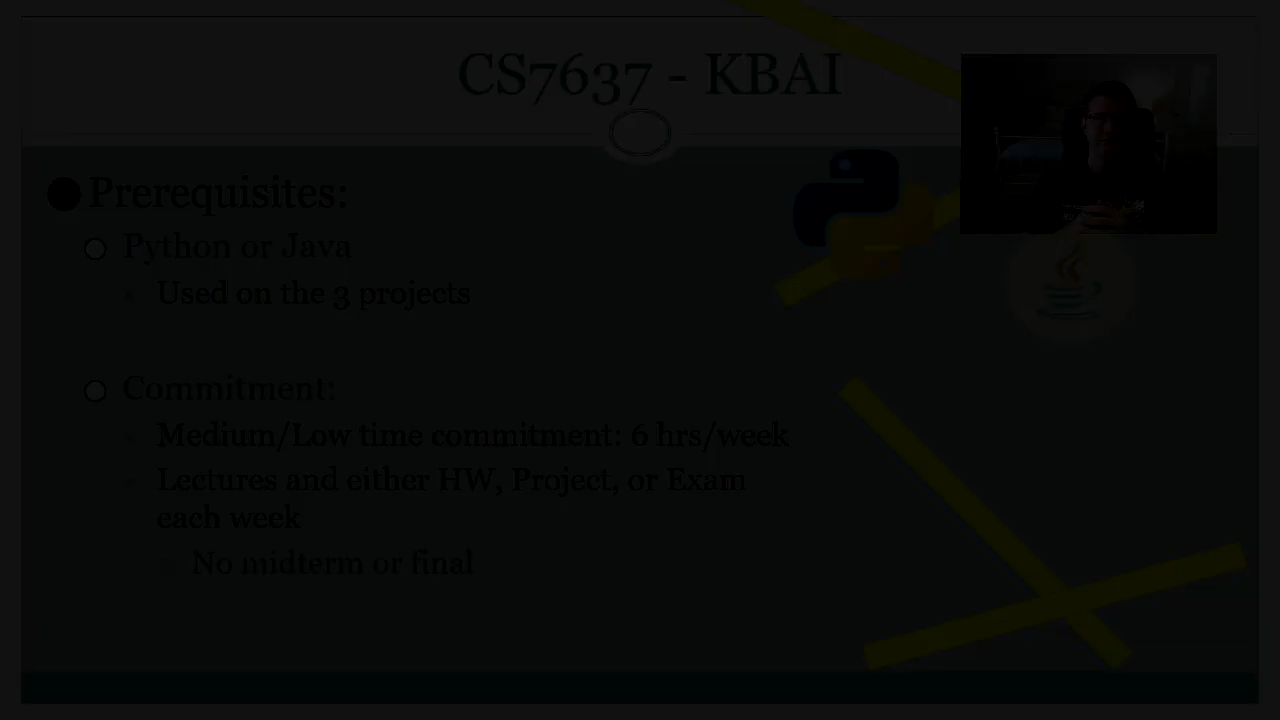 CS7637 - KBAI
Prerequisites:
Python or Java
Used on the 3 projects
Commitment:
Medium/Low time commitment: 6 hrs/week
Lectures and either HW, Project, or Exam
each week
No midterm or final